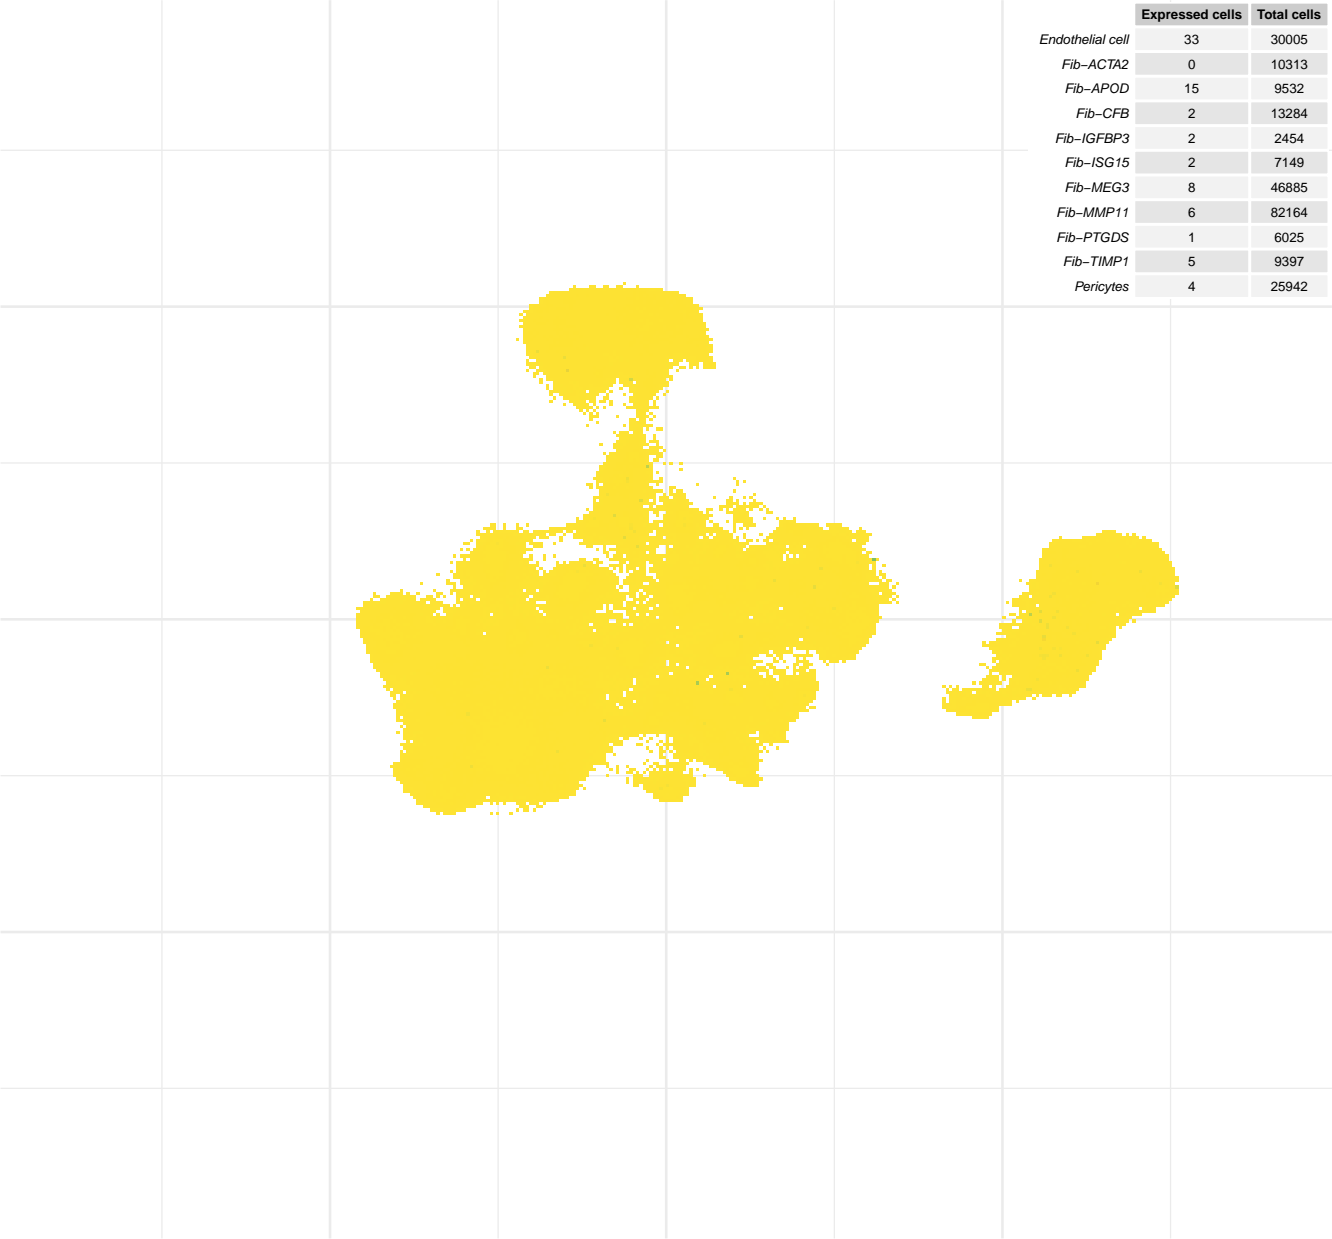 Expressed cells Total cells
Endothelial cell 33 30005
Fib−ACTA2 0 10313
Fib−APOD 15 9532
Fib−CFB 2 13284
Fib−IGFBP3 2 2454
Fib−ISG15 2 7149
Fib−MEG3 8 46885
Fib−MMP11 6 82164
Fib−PTGDS 1 6025
Fib−TIMP1 5 9397
Pericytes 4 25942